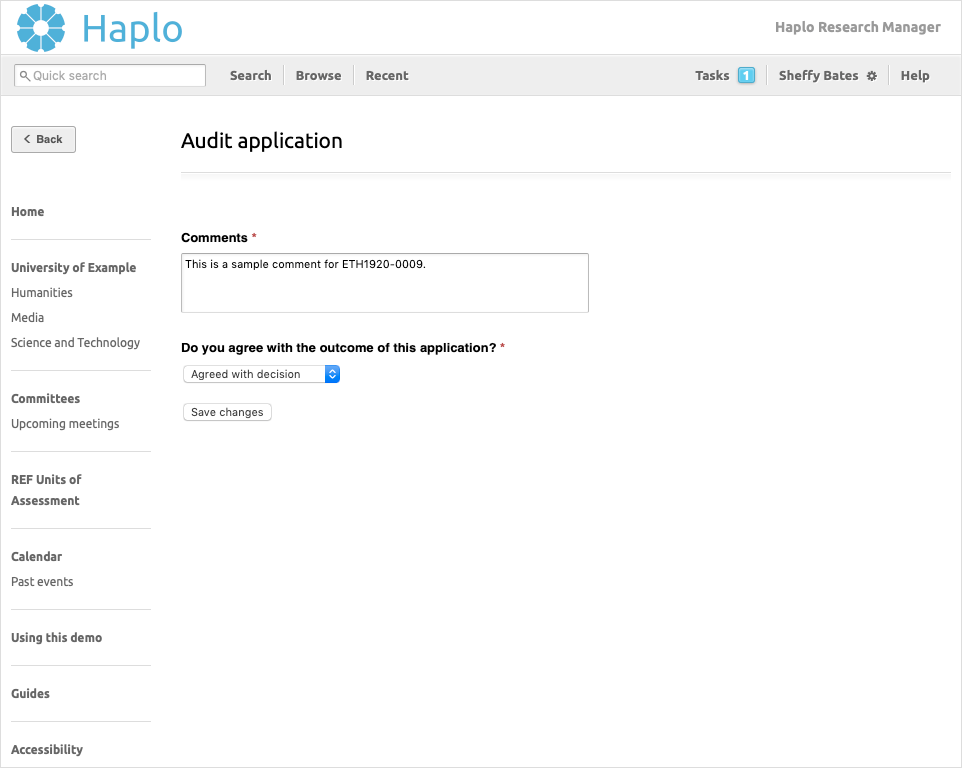 Haplo
Haplo Research Manager
Quick search
Search
Browse
Recent
Tasks 1
Sheffy Bates
Help
Back
Audit application
Home
University of Example
Humanities
Media
Science and Technology
Committees
Upcoming meetings
REF Units of
Assessment
Calendar
Past events
Using this demo
Guides
Accessibility
Comments *
This is a sample comment for ETH1920-0009.
Do you agree with the outcome of this application? *
Agreed with decision
Save changes